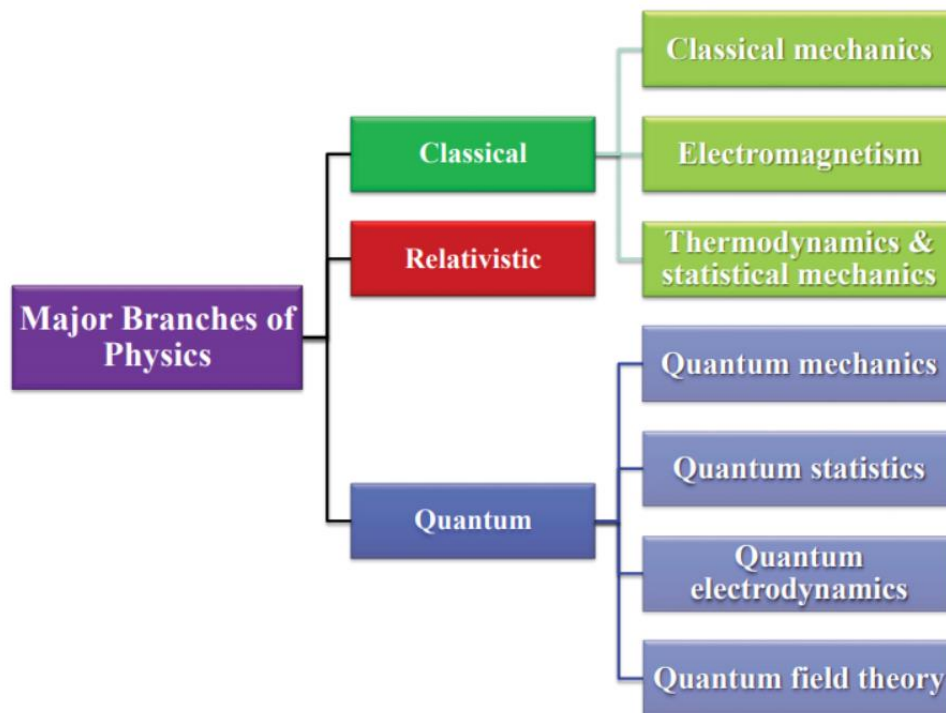 Major Branches of
Physics
Classical
Classical mechanics
Electromagnetism
Thermodynamics &
statistical mechanics
Relativistic
Quantum
Quantum mechanics
Quantum statistics
Quantum
electrodynamics
Quantum field theory